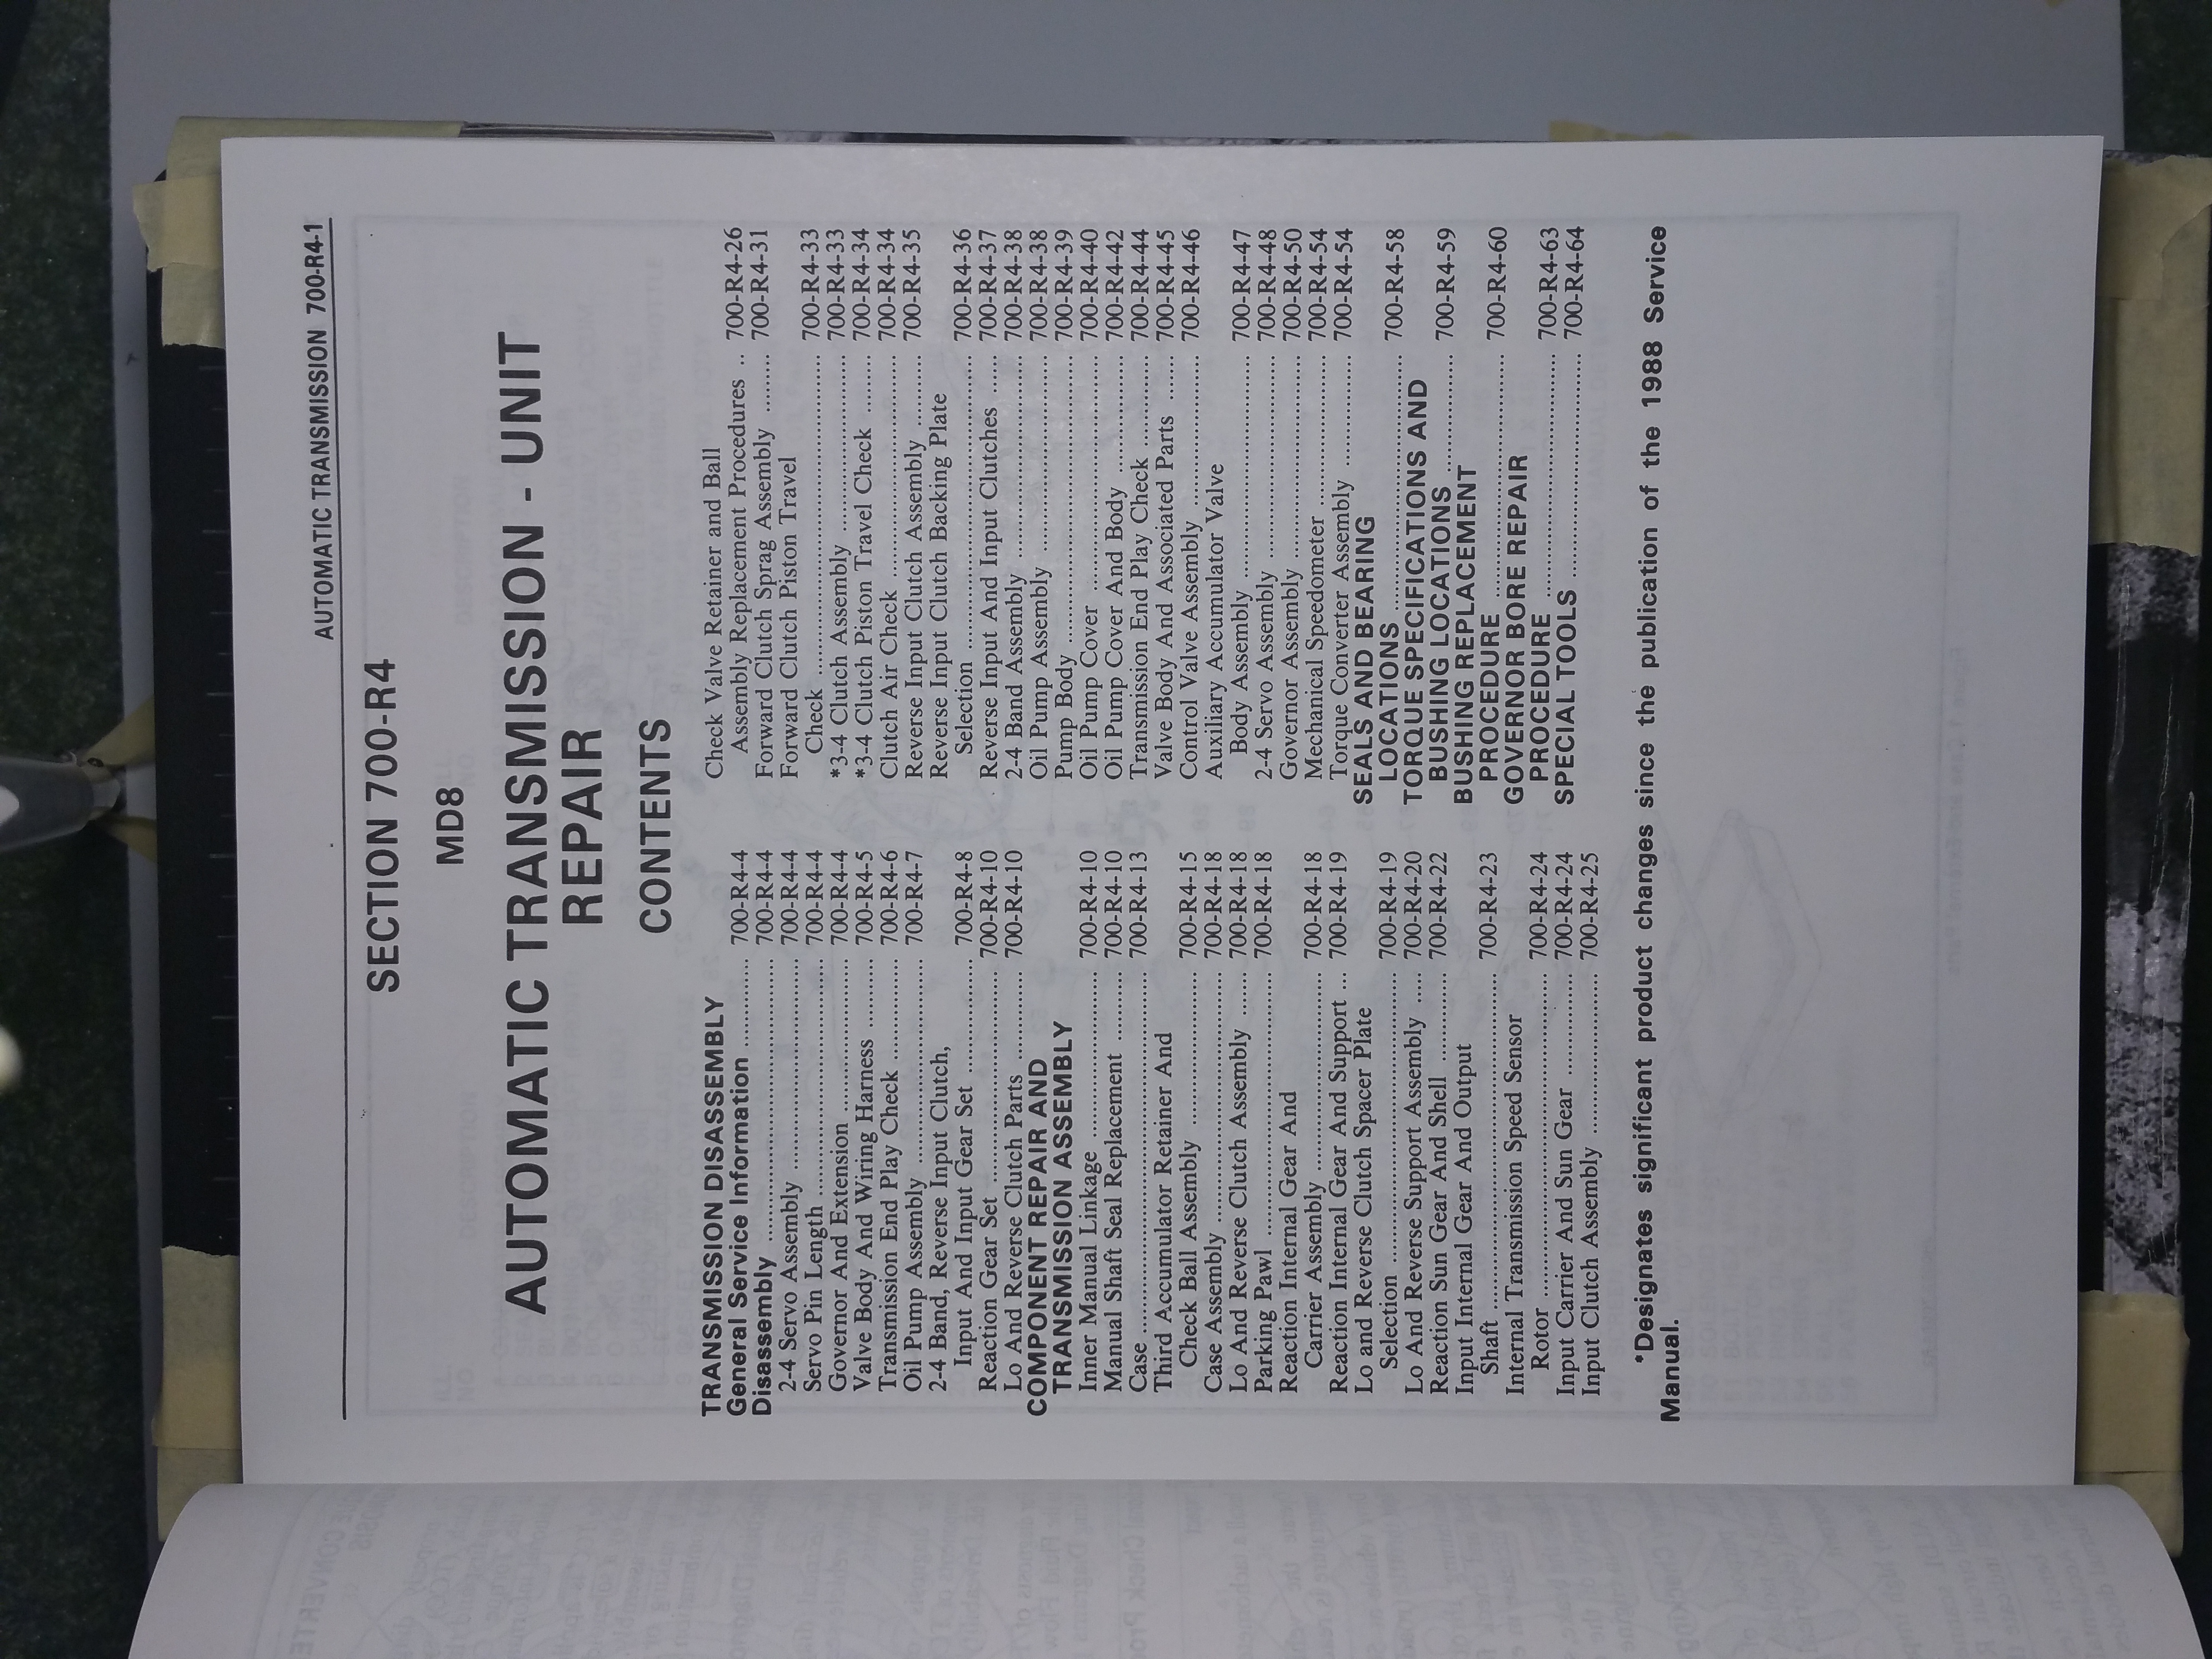 AUTOMATIC TRANSMISSION 700-R4-1
SECTION 700-R4
MD8
AUTOMATIC TRANSMISSION - UNIT
REPAIR
CONTENTS
TRANSMISSION DISASSEMBLY
General Service Information ............ 700-R4-4
Disassembly ............ 700-R4-4
2-4 Servo Assembly ............ 700-R4-4
Servo Pin Length ............ 700-R4-4
Governor And Extension ............ 700-R4-4
Valve Body And Wiring Harness ............ 700-R4-5
Transmission End Play Check ............ 700-R4-6
Oil Pump Assembly ............ 700-R4-7
2-4 Band, Reverse Input Clutch,
Input And Input Gear Set ............ 700-R4-8
Reaction Gear Set ............ 700-R4-10
Lo And Reverse Clutch Parts ............ 700-R4-10
COMPONENT REPAIR AND
TRANSMISSION ASSEMBLY
Inner Manual Linkage ............ 700-R4-10
Manual Shaft Seal Replacement ............ 700-R4-10
Case ............ 700-R4-13
Third Accumulator Retainer And
Check Ball Assembly ............ 700-R4-15
Case Assembly ............ 700-R4-18
Lo And Reverse Clutch Assembly ...... 700-R4-18
Parking Pawl ............ 700-R4-18
Reaction Internal Gear And
Carrier Assembly ............ 700-R4-18
Reaction Internal Gear And Support ... 700-R4-19
Lo and Reverse Clutch Spacer Plate
Selection ............ 700-R4-19
Lo And Reverse Support Assembly ..... 700-R4-20
Reaction Sun Gear And Shell ............ 700-R4-22
Input Internal Gear And Output
Shaft ............ 700-R4-23
Internal Transmission Speed Sensor
Rotor ............ 700-R4-24
Input Carrier And Sun Gear ............ 700-R4-24
Input Clutch Assembly ............ 700-R4-25
Check Valve Retainer and Ball
Assembly Replacement Procedures .. 700-R4-26
Forward Clutch Sprag Assembly ........ 700-R4-31
Forward Clutch Piston Travel
Check ............ 700-R4-33
*3-4 Clutch Assembly ............ 700-R4-33
*3-4 Clutch Piston Travel Check ........ 700-R4-34
Clutch Air Check ............ 700-R4-34
Reverse Input Clutch Assembly ......... 700-R4-35
Reverse Input Clutch Backing Plate
Selection ............ 700-R4-36
Reverse Input And Input Clutches ..... 700-R4-37
2-4 Band Assembly ............ 700-R4-38
Oil Pump Assembly ............ 700-R4-38
Pump Body ............ 700-R4-39
Oil Pump Cover ............ 700-R4-40
Oil Pump Cover And Body ............ 700-R4-42
Transmission End Play Check ............ 700-R4-44
Valve Body And Associated Parts ...... 700-R4-45
Control Valve Assembly ............ 700-R4-46
Auxiliary Accumulator Valve
Body Assembly ............ 700-R4-47
2-4 Servo Assembly ............ 700-R4-48
Governor Assembly ............ 700-R4-50
Mechanical Speedometer ............ 700-R4-54
Torque Converter Assembly ............ 700-R4-54
SEALS AND BEARING
LOCATIONS ............ 700-R4-58
TORQUE SPECIFICATIONS AND
BUSHING LOCATIONS ............ 700-R4-59
BUSHING REPLACEMENT
PROCEDURE ............ 700-R4-60
GOVERNOR BORE REPAIR
PROCEDURE ............ 700-R4-63
SPECIAL TOOLS ............ 700-R4-64
*Designates significant product changes since the publication of the 1988 Service
Manual.